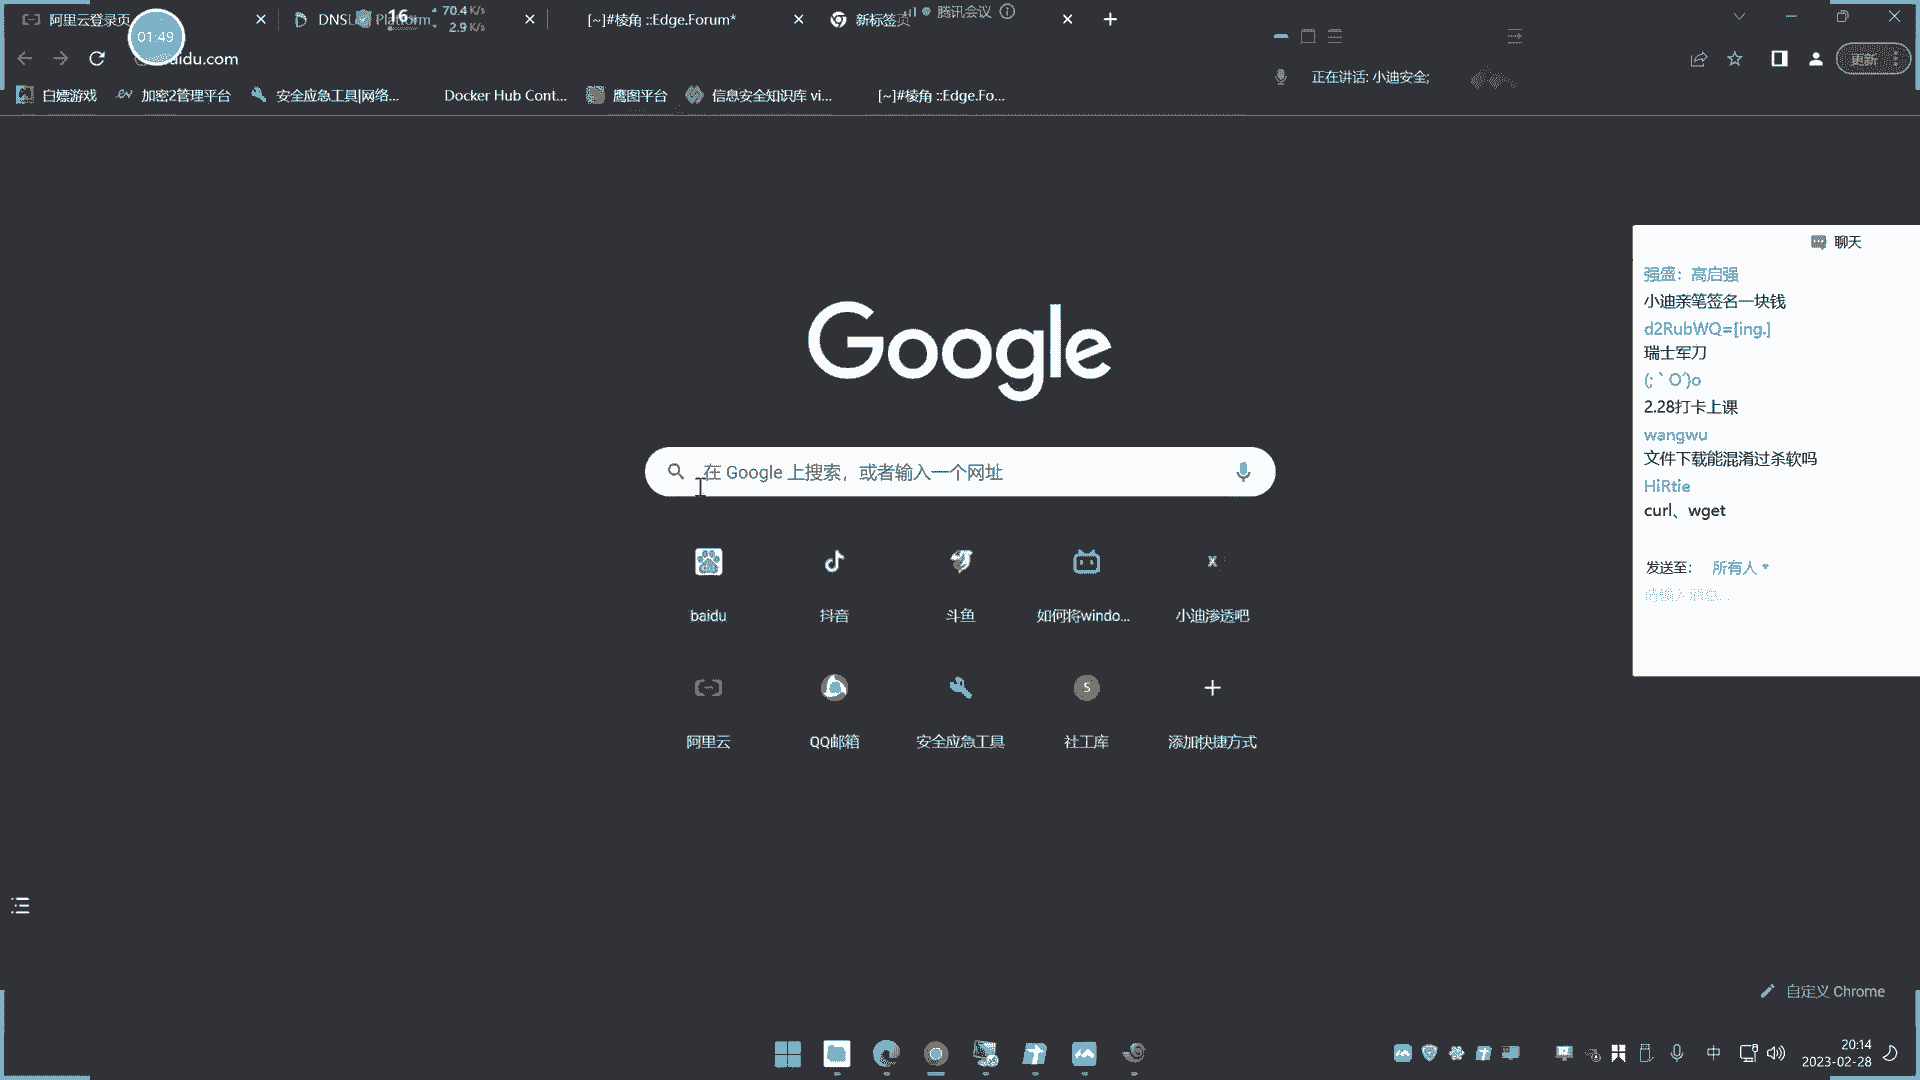 阿里云登录页
DNSL Platform
16
70.4 K/s
2.9 K/s
[~]#棱角 ::Edge.Forum*
新标签页
腾讯会议
01:49
aidu.com
正在讲话: 小迪安全;
更新
白嫖游戏
加密2管理平台
安全应急工具|网络...
Docker Hub Cont...
鹰图平台
信息安全知识库 vi...
[~]#棱角 ::Edge.Fo...
Google
在 Google 上搜索，或者输入一个网址
baidu
抖音
斗鱼
如何将windo...
小迪渗透吧
阿里云
QQ邮箱
安全应急工具
社工库
添加快捷方式
聊天
强盛：高启强
小迪亲笔签名一块钱
d2RubWQ=[ing.]
瑞士军刀
(; ` O´)o
2.28打卡上课
wangwu
文件下载能混淆过杀软吗
HiRtie
curl、wget
发送至：
所有人
请输入消息...
自定义 Chrome
中
20:14
2023-02-28